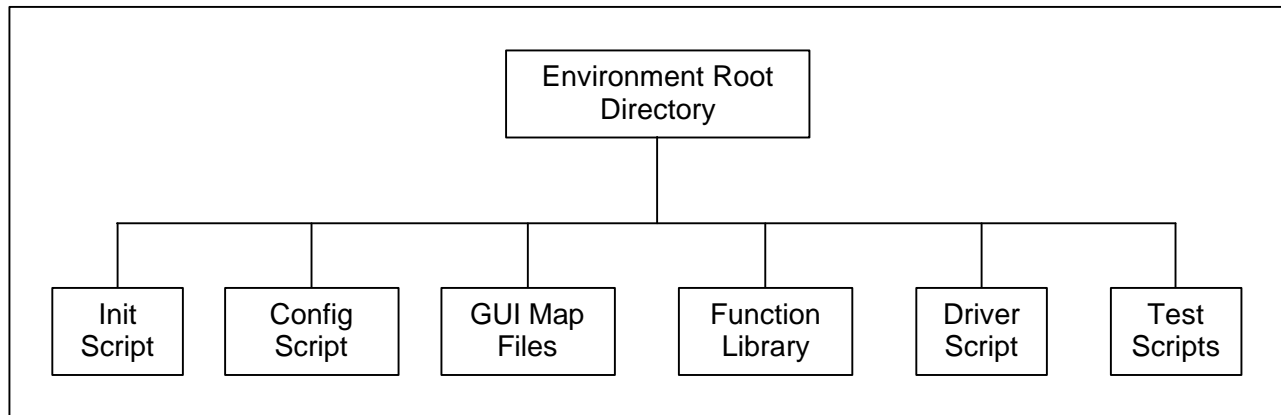 Environment Root
Directory
Init
Script
Config
Script
GUI Map
Files
Function
Library
Driver
Script
Test
Scripts